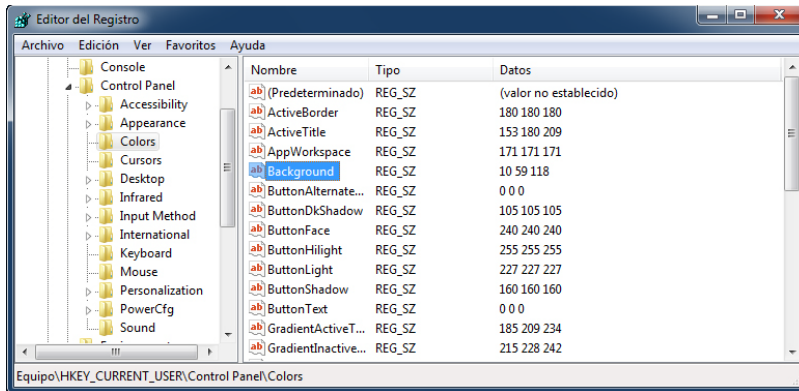 Editor del Registro
Archivo Edición Ver Favoritos Ayuda
Console
Control Panel
Accessibility
Appearance
Colors
Cursors
Desktop
Infrared
Input Method
International
Keyboard
Mouse
Personalization
PowerCfg
Sound
Nombre Tipo Datos
(Predeterminado) REG_SZ (valor no establecido)
ActiveBorder REG_SZ 180 180 180
ActiveTitle REG_SZ 153 180 209
AppWorkspace REG_SZ 171 171 171
Background REG_SZ 10 59 118
ButtonAlternate... REG_SZ 0 0 0
ButtonDkShadow REG_SZ 105 105 105
ButtonFace REG_SZ 240 240 240
ButtonHilight REG_SZ 255 255 255
ButtonLight REG_SZ 227 227 227
ButtonShadow REG_SZ 160 160 160
ButtonText REG_SZ 0 0 0
GradientActiveT... REG_SZ 185 209 234
GradientInactive... REG_SZ 215 228 242
Equipo\HKEY_CURRENT_USER\Control Panel\Colors